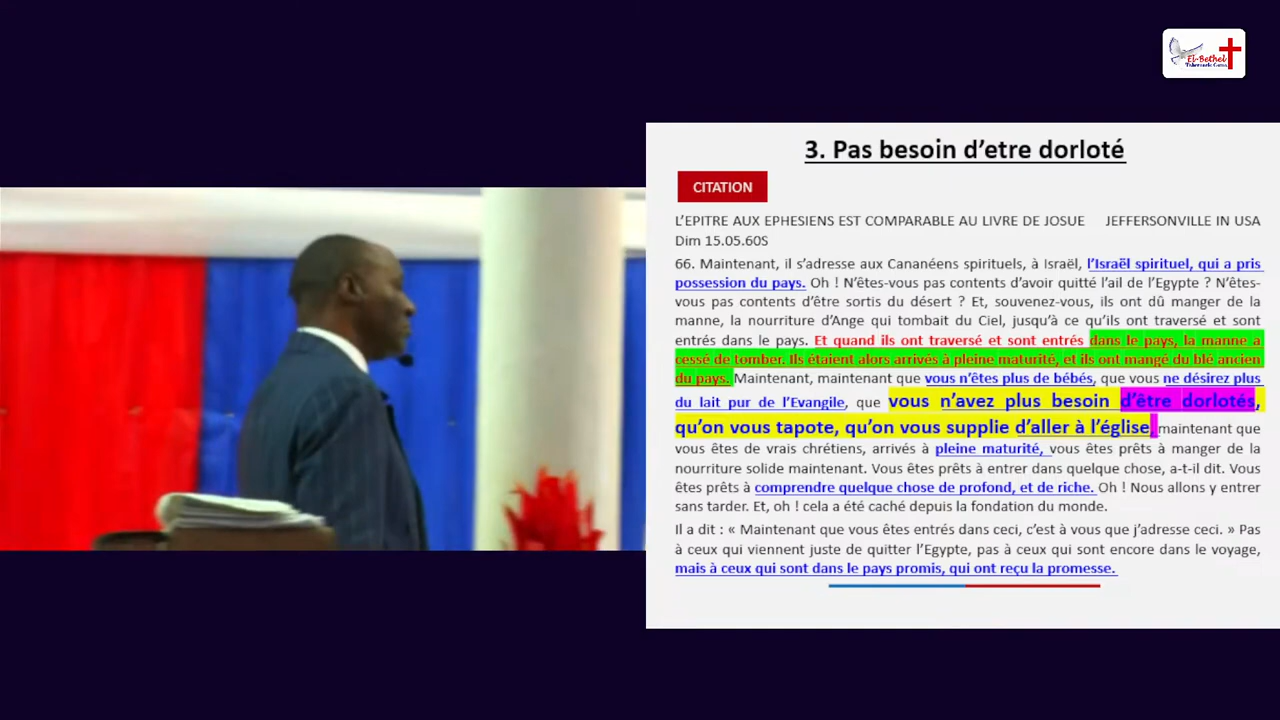 El-Bethel
3. Pas besoin d’etre dorloté
CITATION
L’EPITRE AUX EPHESIENS EST COMPARABLE AU LIVRE DE JOSUE JEFFERSONVILLE IN USA
Dim 15.05.60S
66. Maintenant, il s’adresse aux Cananéens spirituels, à Israël, l’Israël spirituel, qui a pris
possession du pays. Oh ! N’êtes-vous pas contents d’avoir quitté l’ail de l’Egypte ? N’êtes-
vous pas contents d’être sortis du désert ? Et, souvenez-vous, ils ont dû manger de la
manne, la nourriture d’Ange qui tombait du Ciel, jusqu’à ce qu’ils ont traversé et sont
entrés dans le pays. Et quand ils ont traversé et sont entrés dans le pays, la manne a
cessé de tomber. Ils étaient alors arrivés à pleine maturité, et ils ont mangé du blé ancien
du pays. Maintenant, maintenant que vous n’êtes plus de bébés, que vous ne désirez plus
du lait pur de l’Evangile, que vous n’avez plus besoin d’être dorlotés,
qu’on vous tapote, qu’on vous supplie d’aller à l’église, maintenant que
vous êtes de vrais chrétiens, arrivés à pleine maturité, vous êtes prêts à manger de la
nourriture solide maintenant. Vous êtes prêts à entrer dans quelque chose, a-t-il dit. Vous
êtes prêts à comprendre quelque chose de profond, et de riche. Oh ! Nous allons y entrer
sans tarder. Et, oh ! cela a été caché depuis la fondation du monde.
Il a dit : « Maintenant que vous êtes entrés dans ceci, c’est à vous que j’adresse ceci. » Pas
à ceux qui viennent juste de quitter l’Egypte, pas à ceux qui sont encore dans le voyage,
mais à ceux qui sont dans le pays promis, qui ont reçu la promesse.